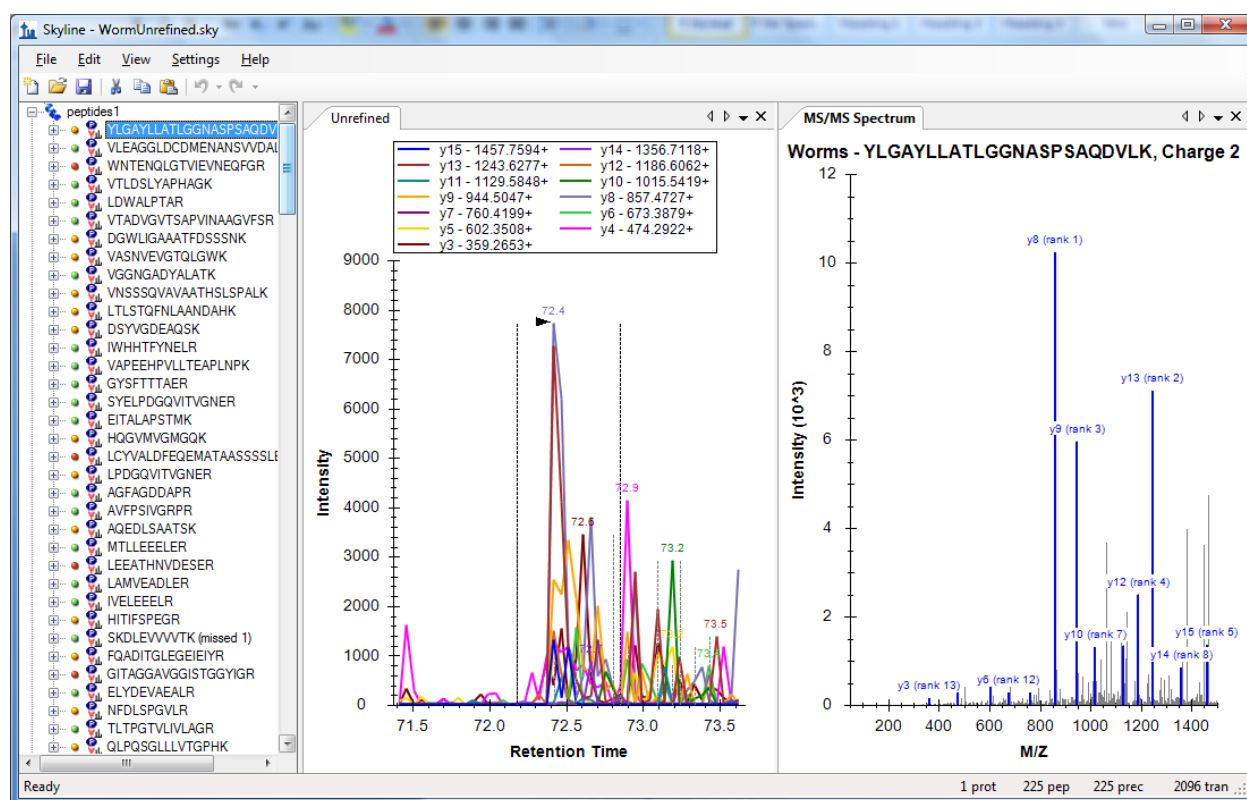 Skyline - WormUnrefined.sky
File Edit View Settings Help
peptides1
YLGAYLLATLGGNASPSAQDV
VLEAGGLDCDMENANSVVDAL
WNTENQLGTVIEVNEQFGR
VTLDSLYAPHAGK
LDWALPTAR
VTADVGVTSAPVINAAGVFSR
DGWLIGAAATFDSSSNK
VASNVEVGTQLGWK
VGGNGADYALATK
VNSSSQVAVAATHSLSPALK
LTLSTQFNLAANDAHK
DSYVGDEAQSK
IWHHTFYNELR
VAPEEHPVLLTEAPLNPK
GYSFTTTAER
SYELPDGQVITVGNER
EITALAPSTMK
HQGVMVGMGQK
LCYVALDFEQEMATAASSSSLE
LPDGQVITVGNER
AGFAGDDAPR
AVFPSIVGRPR
AQEDLSAATSK
MTLLEEELER
LEEATHNVDESER
LAMVEADLER
IVELEEELR
HITIFSPEGR
SKDLEVVVVTK (missed 1)
FQADITGLEGEIEIYR
GITAGGAVGGISTGGYIGR
ELYDEVAEALR
NFDLSPGVLR
TLTPGTVLIVLAGR
QLPQSGLLLVTGPHK
Unrefined
y15 - 1457.7594+ y14 - 1356.7118+
y13 - 1243.6277+ y12 - 1186.6062+
y11 - 1129.5848+ y10 - 1015.5419+
y9 - 944.5047+ y8 - 857.4727+
y7 - 760.4199+ y6 - 673.3879+
y5 - 602.3508+ y4 - 474.2922+
y3 - 359.2653+
9000
8000
7000
6000
5000
4000
3000
2000
1000
0
Intensity
72.4
72.6
72.9
73.2
73.5
71.5 72.0 72.5 73.0 73.5
Retention Time
MS/MS Spectrum
Worms - YLGAYLLATLGGNASPSAQDVLK, Charge 2
12
10
8
6
4
2
0
Intensity (10^3)
y8 (rank 1)
y13 (rank 2)
y9 (rank 3)
y12 (rank 4)
y10 (rank 7)
y15 (rank 5)
y14 (rank 8)
y6 (rank 12)
y3 (rank 13)
200 400 600 800 1000 1200 1400
M/Z
Ready
1 prot 225 pep 225 prec 2096 tran